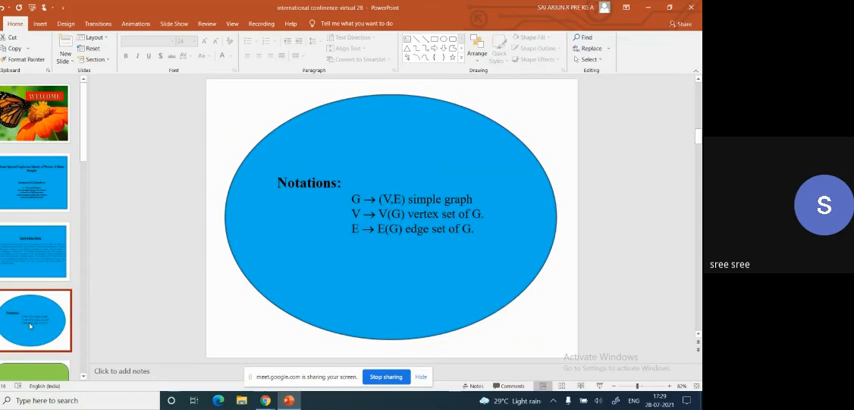 international conference virtual 28 - PowerPoint
SAI ARJUN.R PRE KG A
Home Insert Design Transitions Animations Slide Show Review View Recording Help Tell me what you want to do
Share
Cut
Copy
Format Painter
Clipboard
New Slide
Layout
Reset
Section
Slides
Font
Text Direction
Align Text
Convert to SmartArt
Paragraph
Arrange
Quick Styles
Shape Fill
Shape Outline
Shape Effects
Drawing
Find
Replace
Select
Editing
WELCOME
Notations:
G → (V,E) simple graph
V → V(G) vertex set of G.
E → E(G) edge set of G.
S
sree sree
Click to add notes
Activate Windows
Go to Settings to activate Windows.
meet.google.com is sharing your screen.
Stop sharing
Hide
English (India)
Notes
Comments
82%
Type here to search
29°C Light rain
ENG
17:29
28-07-2021